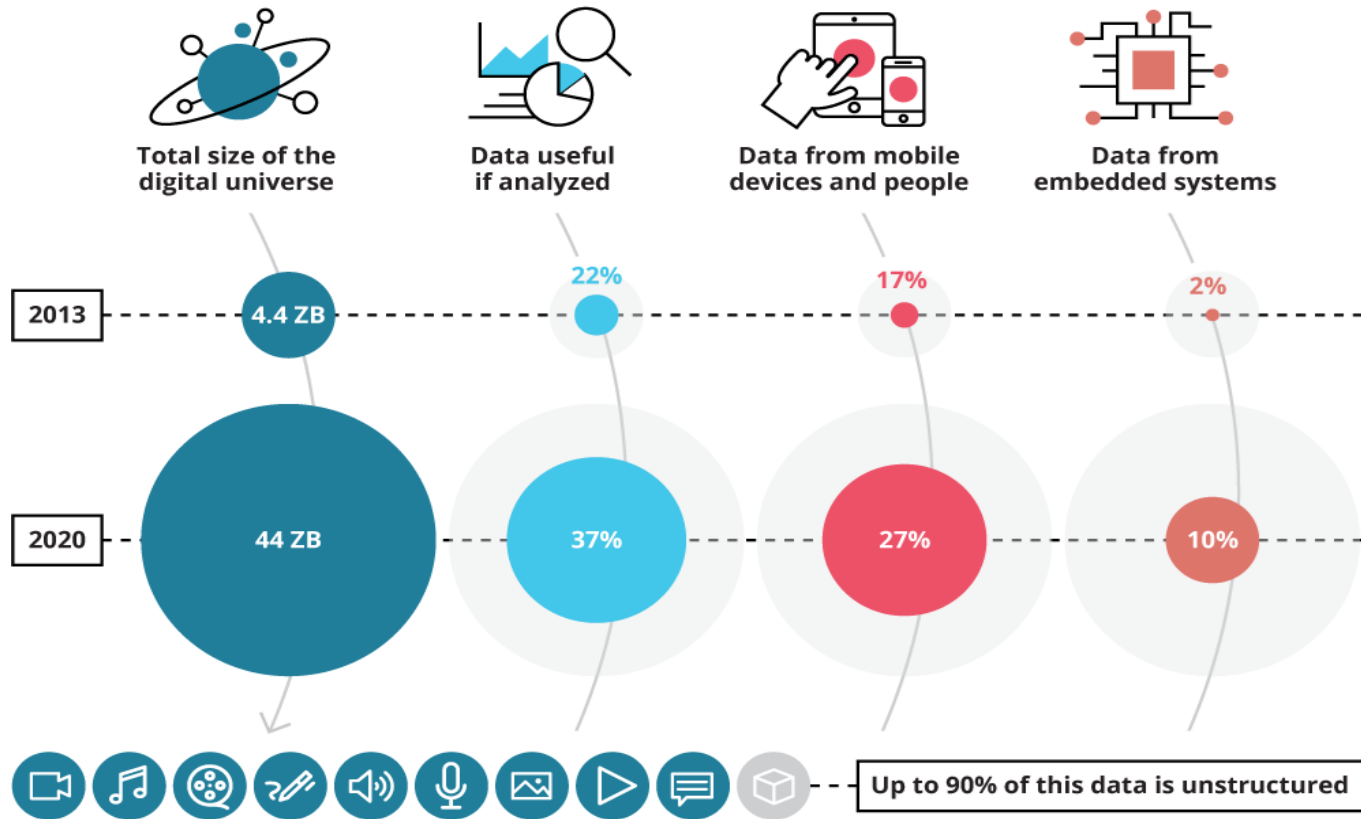 Total size of the
digital universe
Data useful
if analyzed
Data from mobile
devices and people
Data from
embedded systems
2013
4.4 ZB
22%
17%
2%
2020
44 ZB
37%
27%
10%
Up to 90% of this data is unstructured